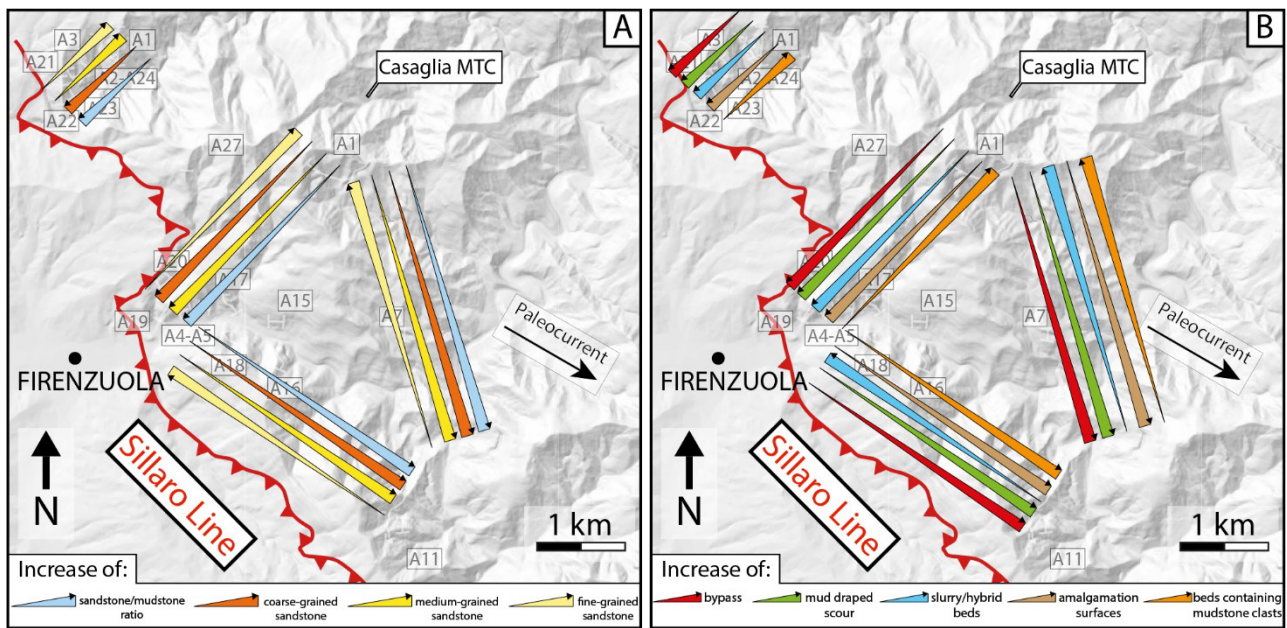 A
A3
A21
A1
A2-A24
A23
A22
Casaglia MTC
A27
A1
A20
A17
A15
A7
A19
A4-A5
A18
A16
Paleocurrent
FIRENZUOLA
N
Sillaro Line
1 km
A11
Increase of:
sandstone/mudstone
ratio
coarse-grained
sandstone
medium-grained
sandstone
fine-grained
sandstone
B
A3
A1
A2-A24
A23
A22
Casaglia MTC
A27
A1
A20
A17
A15
A7
A19
A4-A5
A18
A16
Paleocurrent
FIRENZUOLA
N
Sillaro Line
1 km
A11
Increase of:
bypass
mud draped
scour
slurry/hybrid
beds
amalgamation
surfaces
beds containing
mudstone clasts